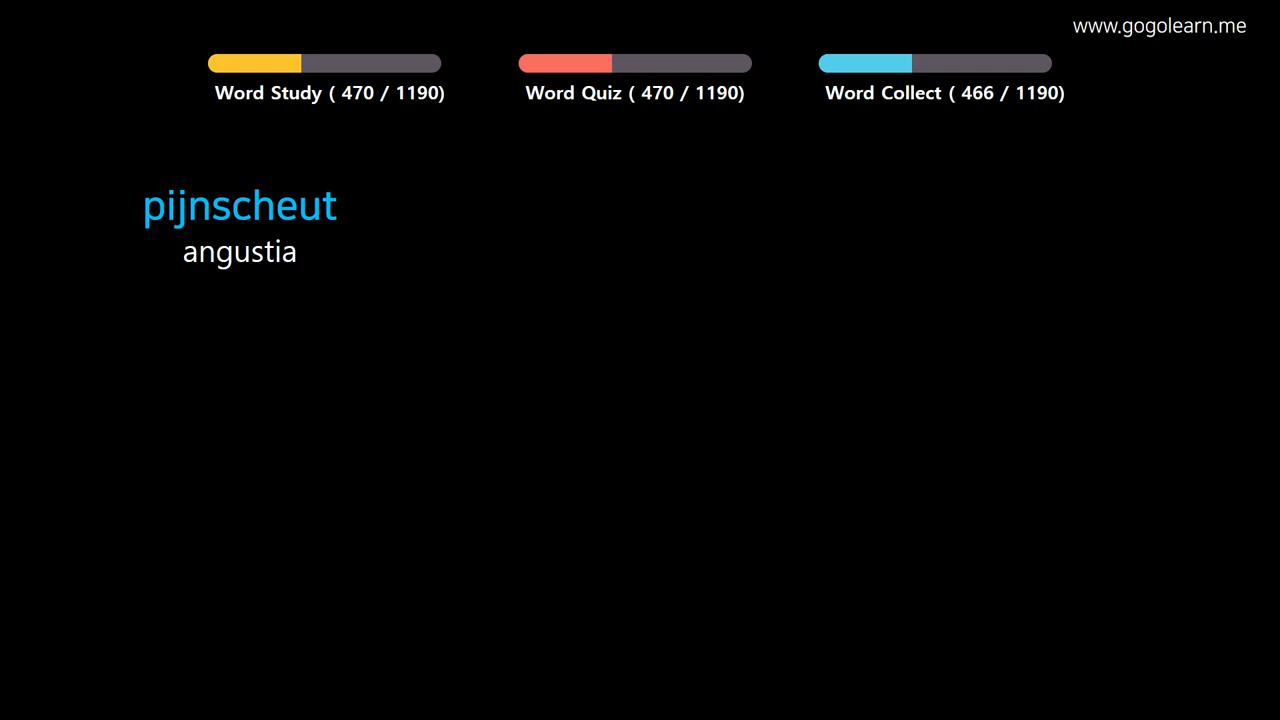 www.gogolearn.me
Word Study ( 470 / 1190)
Word Quiz ( 470 / 1190)
Word Collect ( 466 / 1190)
pijnscheut
angustia